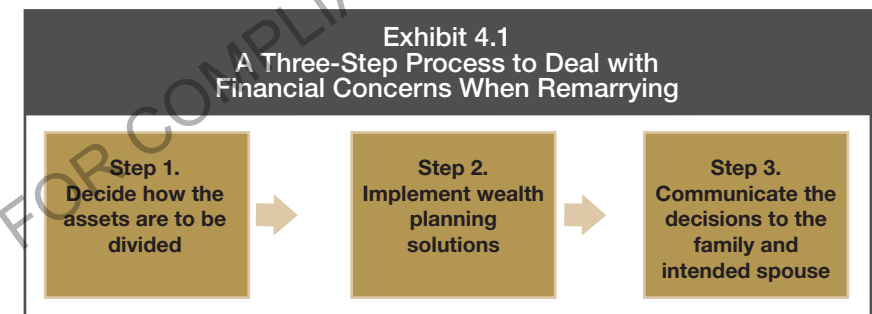 Exhibit 4.1
A Three-Step Process to Deal with
Financial Concerns When Remarrying
Step 1.
Decide how the
assets are to be
divided
Step 2.
Implement wealth
planning
solutions
Step 3.
Communicate the
decisions to the
family and
intended spouse
FOR